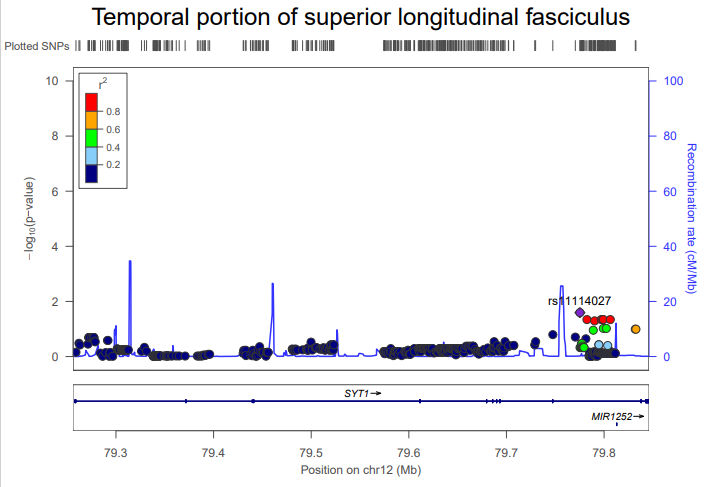 Temporal portion of superior longitudinal fasciculus
Plotted SNPs
10
8
6
4
2
0
−log10(p−value)
r2
0.8
0.6
0.4
0.2
rs11114027
100
80
60
40
20
0
Recombination rate (cM/Mb)
SYT1→
MIR1252→
79.3 79.4 79.5 79.6 79.7 79.8
Position on chr12 (Mb)